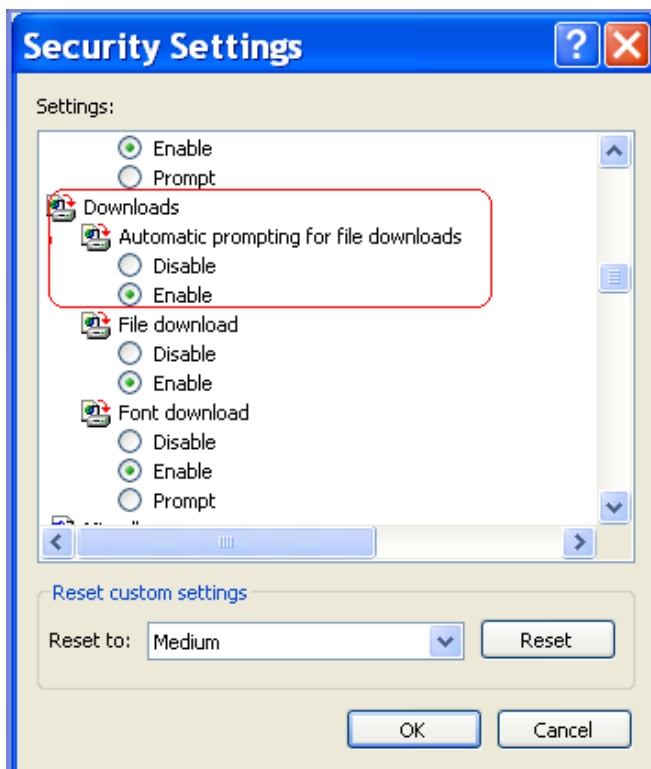 Security Settings
Settings:
Enable
Prompt
Downloads
Automatic prompting for file downloads
Disable
Enable
File download
Disable
Enable
Font download
Disable
Enable
Prompt
Reset custom settings
Reset to: Medium Reset
OK Cancel